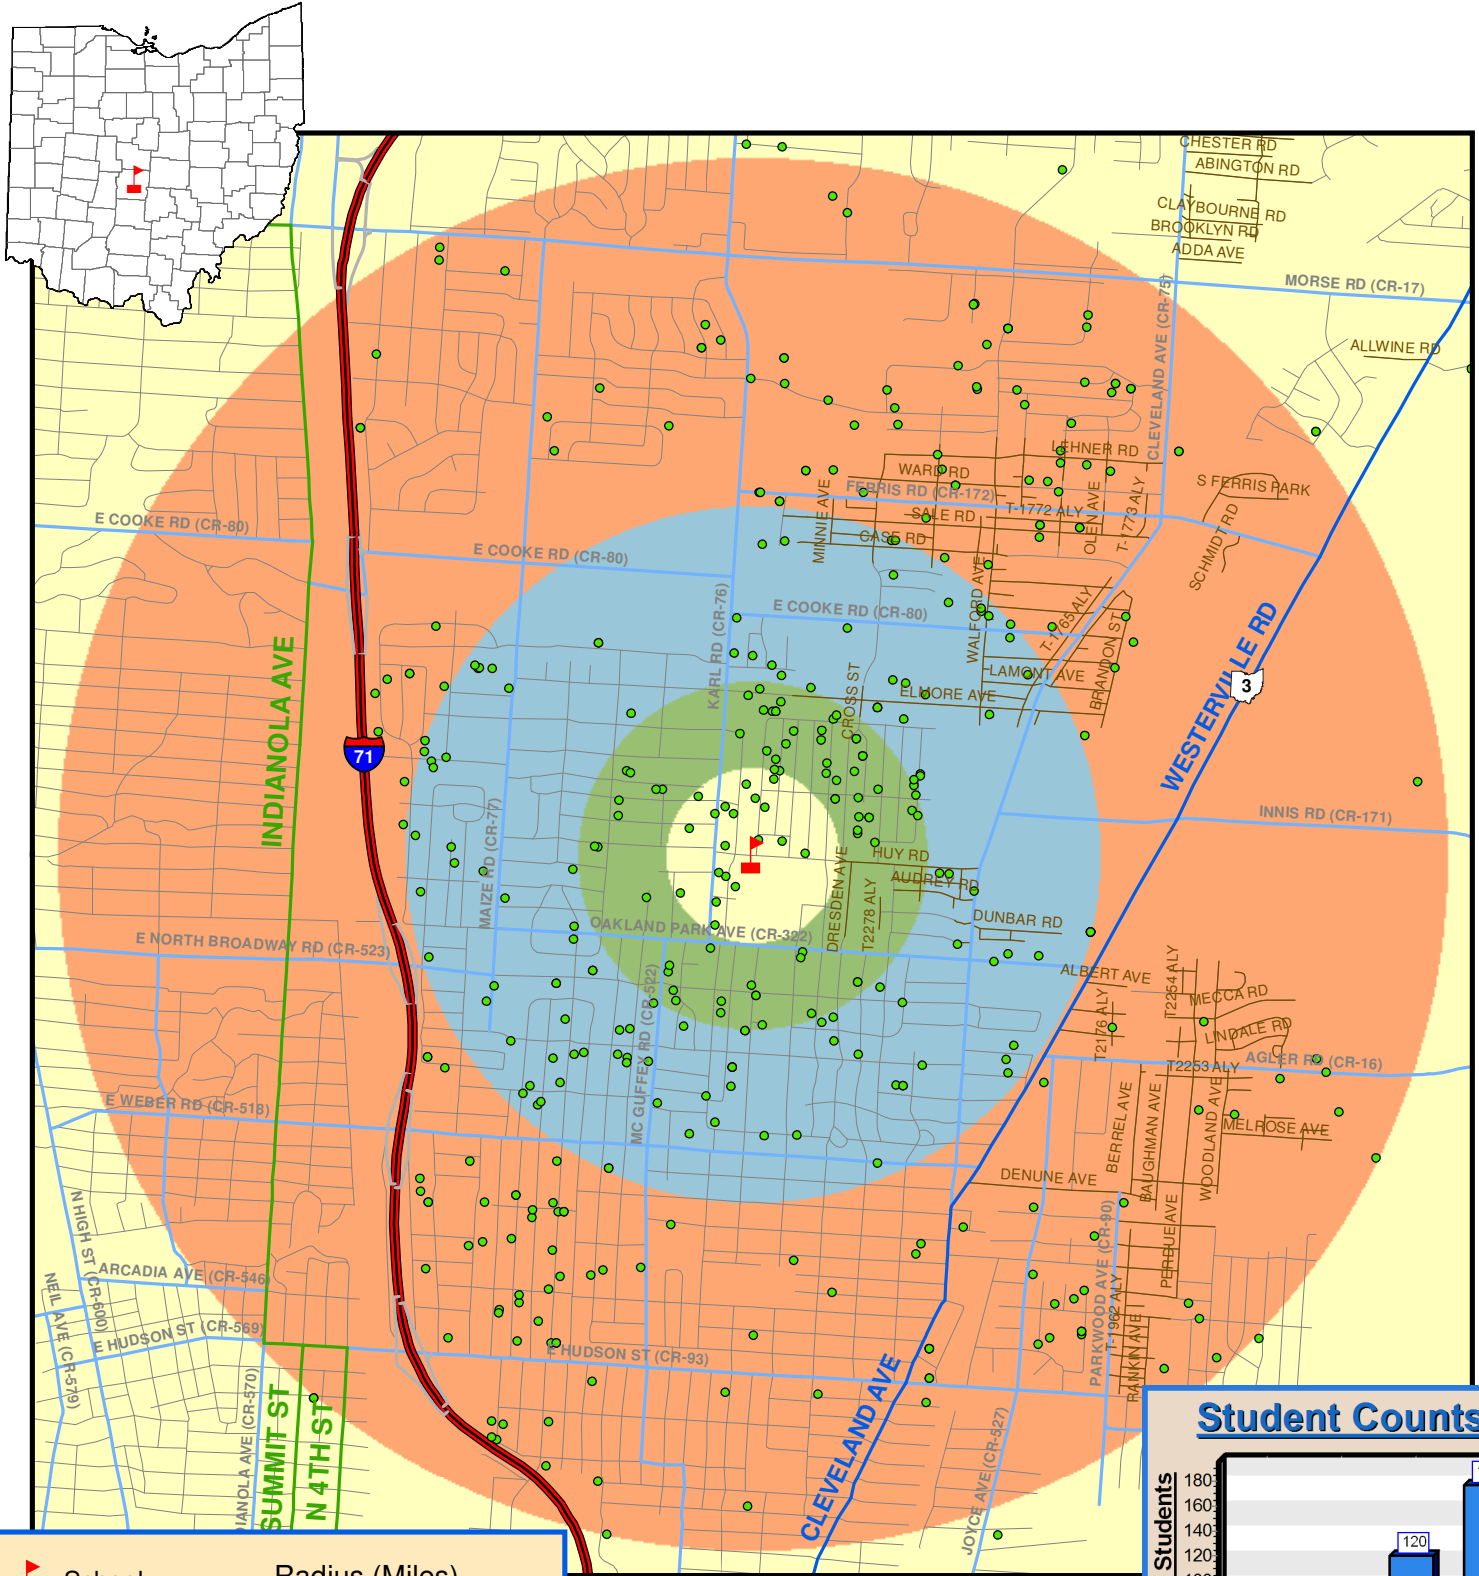 CHESTER RD
ABINGTON RD
CLAYBOURNE RD
BROOKLYN RD
ADDA AVE
MORSE RD (CR-17)
CLEVELAND AVE (CR-75)
ALLWINE RD
LEHNER RD
WARD RD
FERRIS RD (CR-172)
S FERRIS PARK
MINNIE AVE
SALE RD
T-1772 ALY
OLEN AVE
T-1773 ALY
SCHMIDT RD
CASE RD
E COOKE RD (CR-80)
E COOKE RD (CR-80)
E COOKE RD (CR-80)
KARL RD (CR-76)
WALFORD AVE
T-1765 ALY
BRANDON ST
LAMONT AVE
ELMORE AVE
CROSS ST
WESTERVILLE RD
3
INDIANOLA AVE
71
INNIS RD (CR-171)
MAIZE RD (CR-77)
HUY RD
AUDREY RD
DRESDEN AVE
T2278 ALY
DUNBAR RD
OAKLAND PARK AVE (CR-322)
E NORTH BROADWAY RD (CR-523)
ALBERT AVE
T2254 ALY
MECCA RD
LINDALE RD
T2176 ALY
MC GUFFEY RD (CR-522)
AGLER RD (CR-16)
T2253 ALY
E WEBER RD (CR-518)
BERREL AVE
BAUGHMAN AVE
WOODLAND AVE
MELROSE AVE
DENUNE AVE
N HIGH ST (CR-600)
PERDUE AVE
PARKWOOD AVE (CR-90)
ARCADIA AVE (CR-546)
NEIL AVE (CR-579)
E HUDSON ST (CR-569)
T-1962 ALY
RANKIN AVE
E HUDSON ST (CR-93)
DIANOLA AVE (CR-570)
SUMMIT ST
N 4TH ST
CLEVELAND AVE
JOYCE AVE (CR-527)
Student Counts
Students
180
160
140
120
120
School
Radius (Miles)